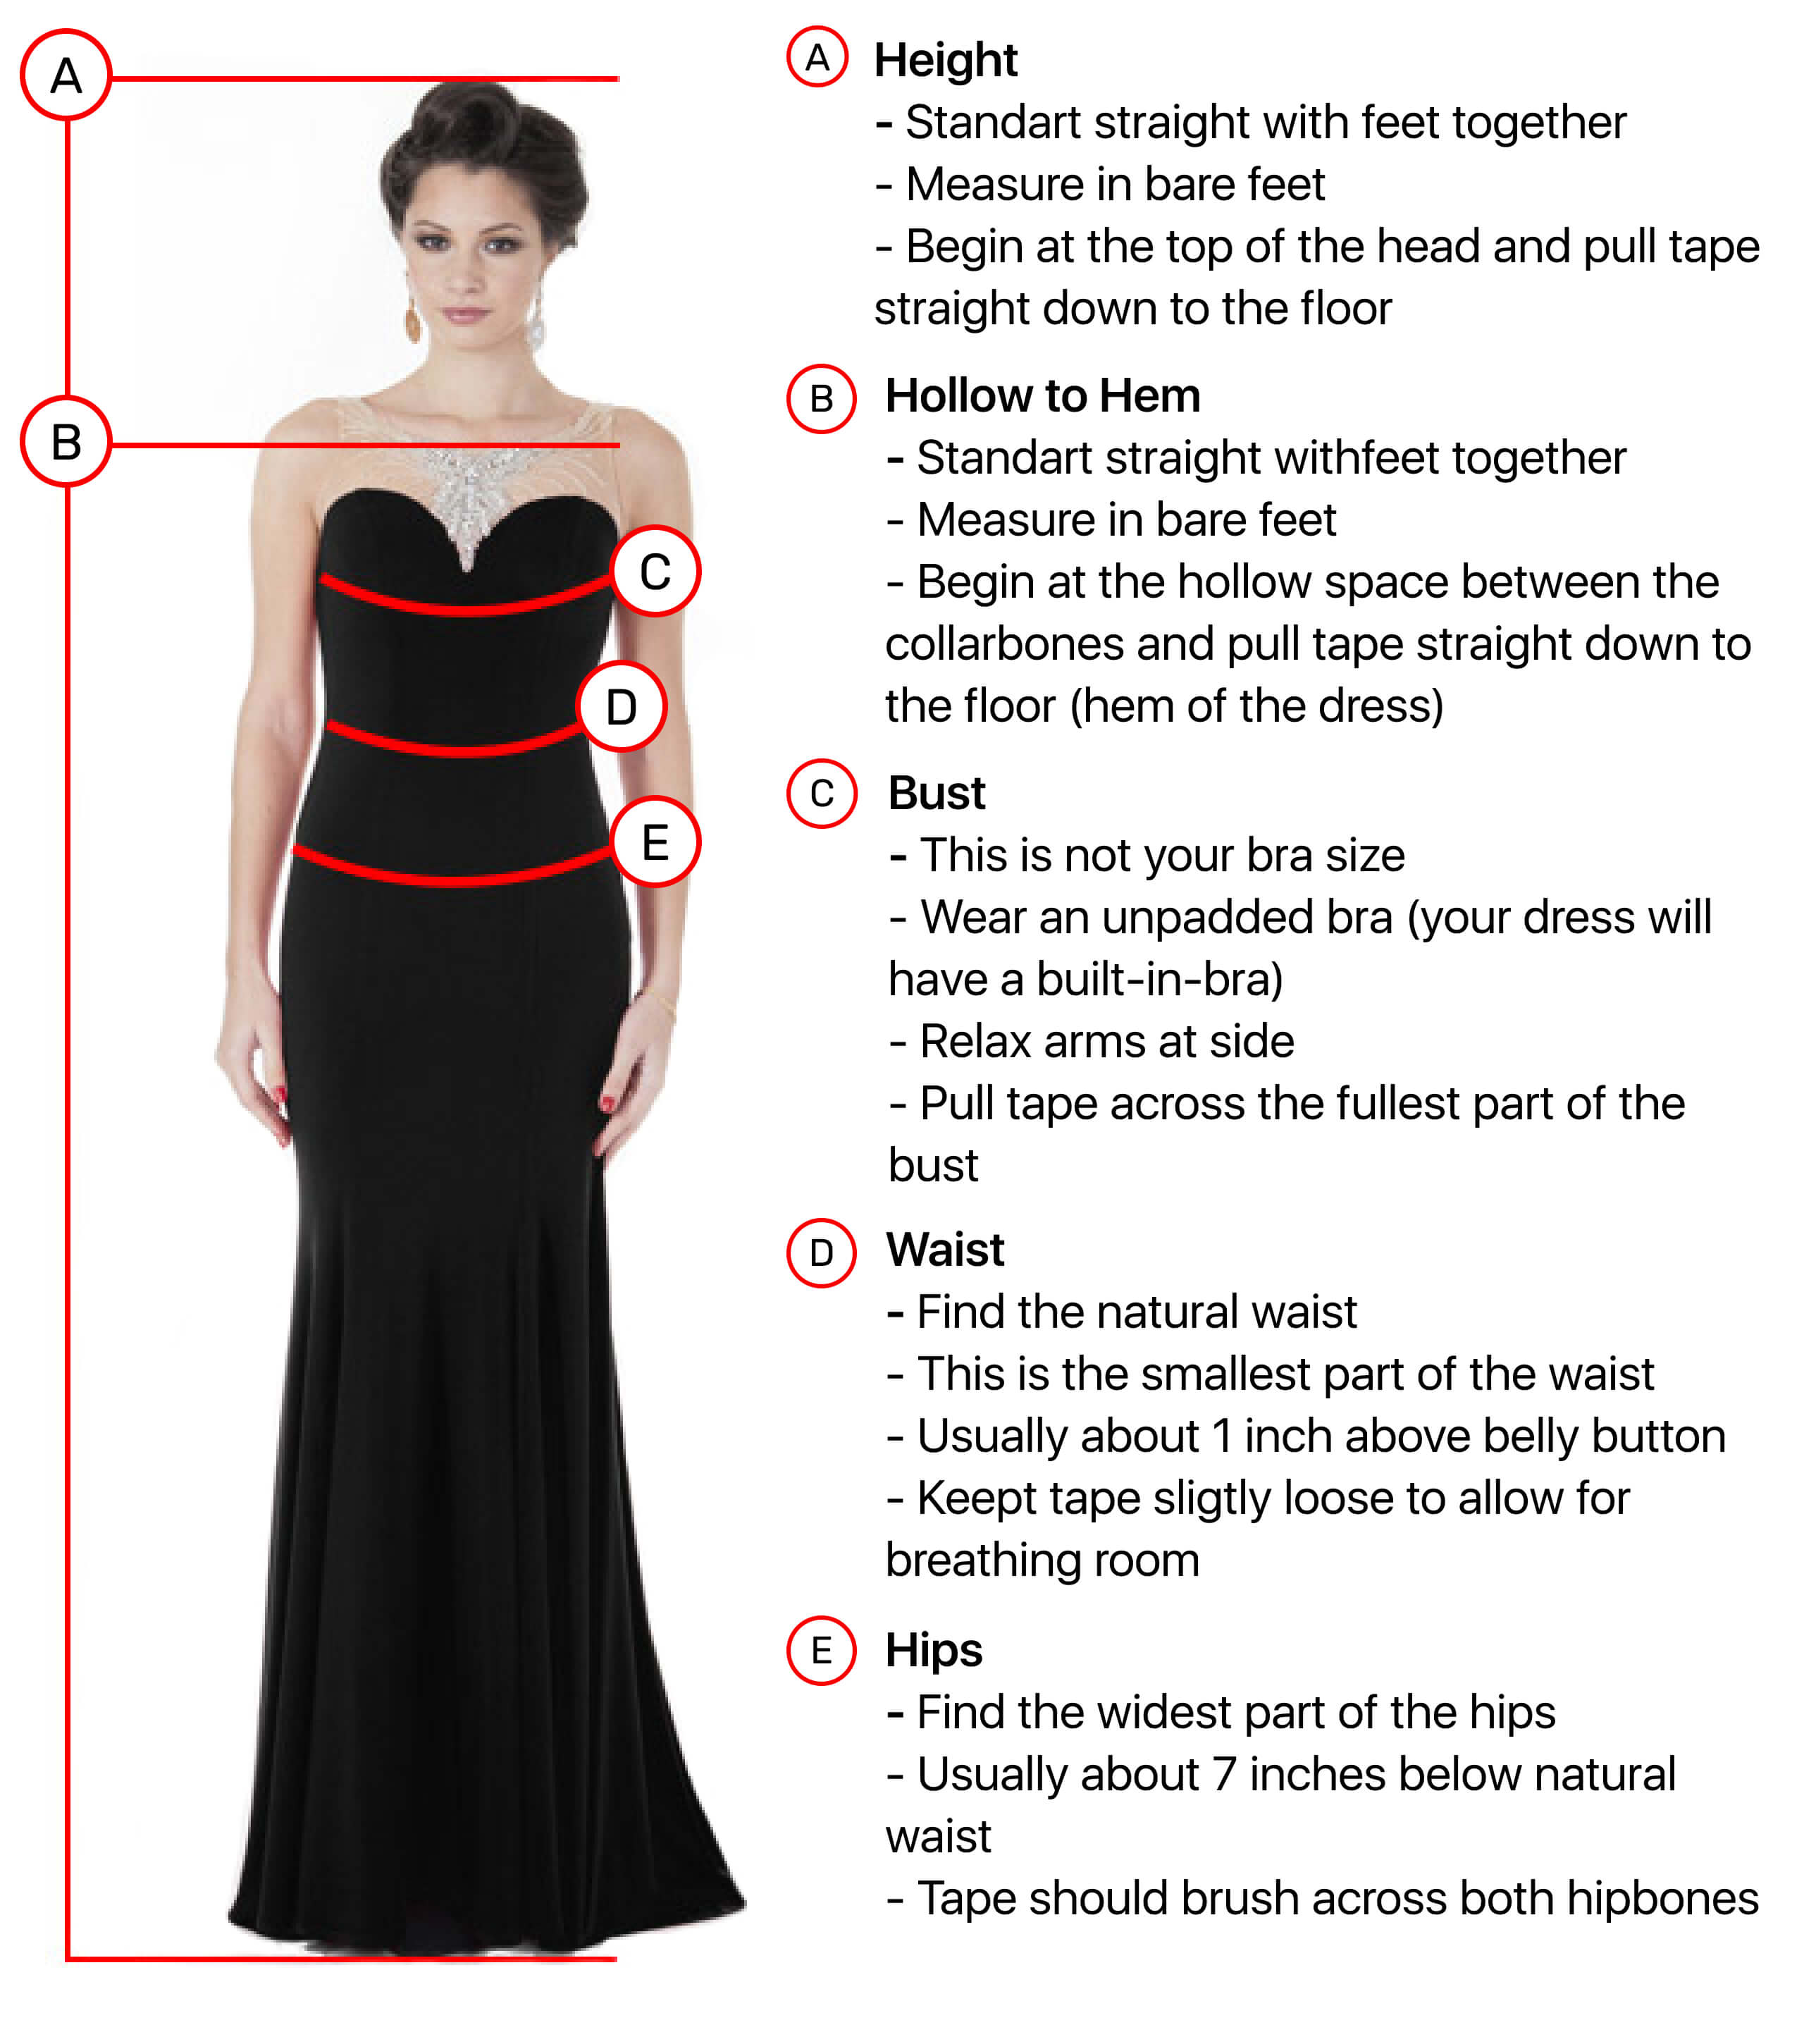 A
B
C
D
E
A Height
- Standart straight with feet together
- Measure in bare feet
- Begin at the top of the head and pull tape
straight down to the floor
B Hollow to Hem
- Standart straight withfeet together
- Measure in bare feet
- Begin at the hollow space between the
collarbones and pull tape straight down to
the floor (hem of the dress)
C Bust
- This is not your bra size
- Wear an unpadded bra (your dress will
have a built-in-bra)
- Relax arms at side
- Pull tape across the fullest part of the
bust
D Waist
- Find the natural waist
- This is the smallest part of the waist
- Usually about 1 inch above belly button
- Keept tape sligtly loose to allow for
breathing room
E Hips
- Find the widest part of the hips
- Usually about 7 inches below natural
waist
- Tape should brush across both hipbones